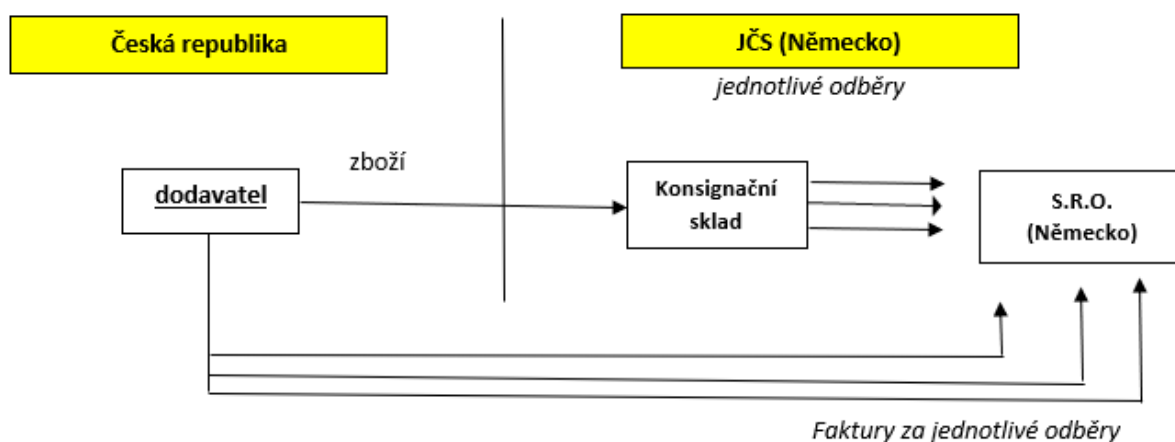 Česká republika
JČS (Německo)
jednotlivé odběry
zboží
dodavatel
Konsignační
sklad
S.R.O.
(Německo)
Faktury za jednotlivé odběry